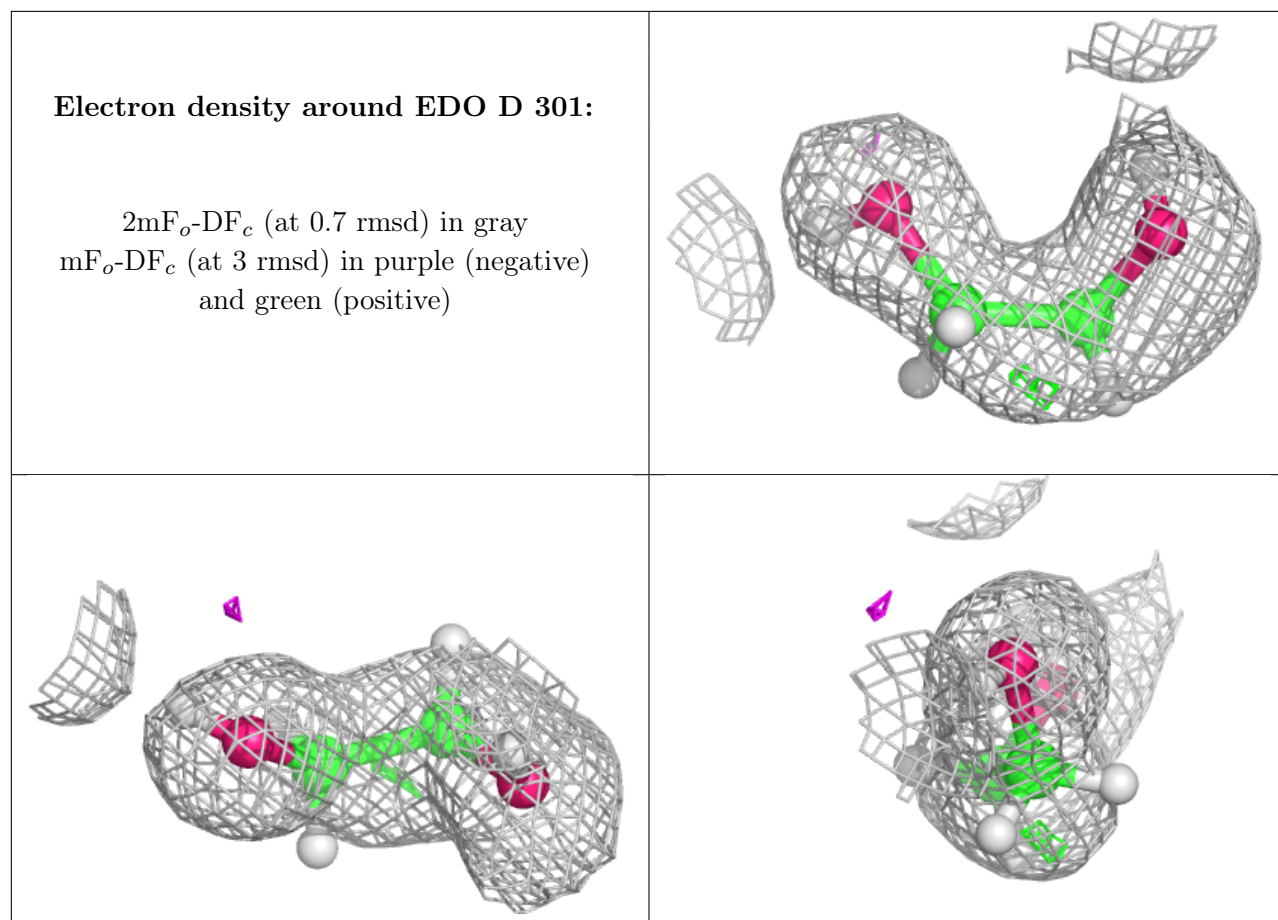 Electron density around EDO D 301:
2mFₒ-DF𝒸 (at 0.7 rmsd) in gray
mFₒ-DF𝒸 (at 3 rmsd) in purple (negative)
and green (positive)